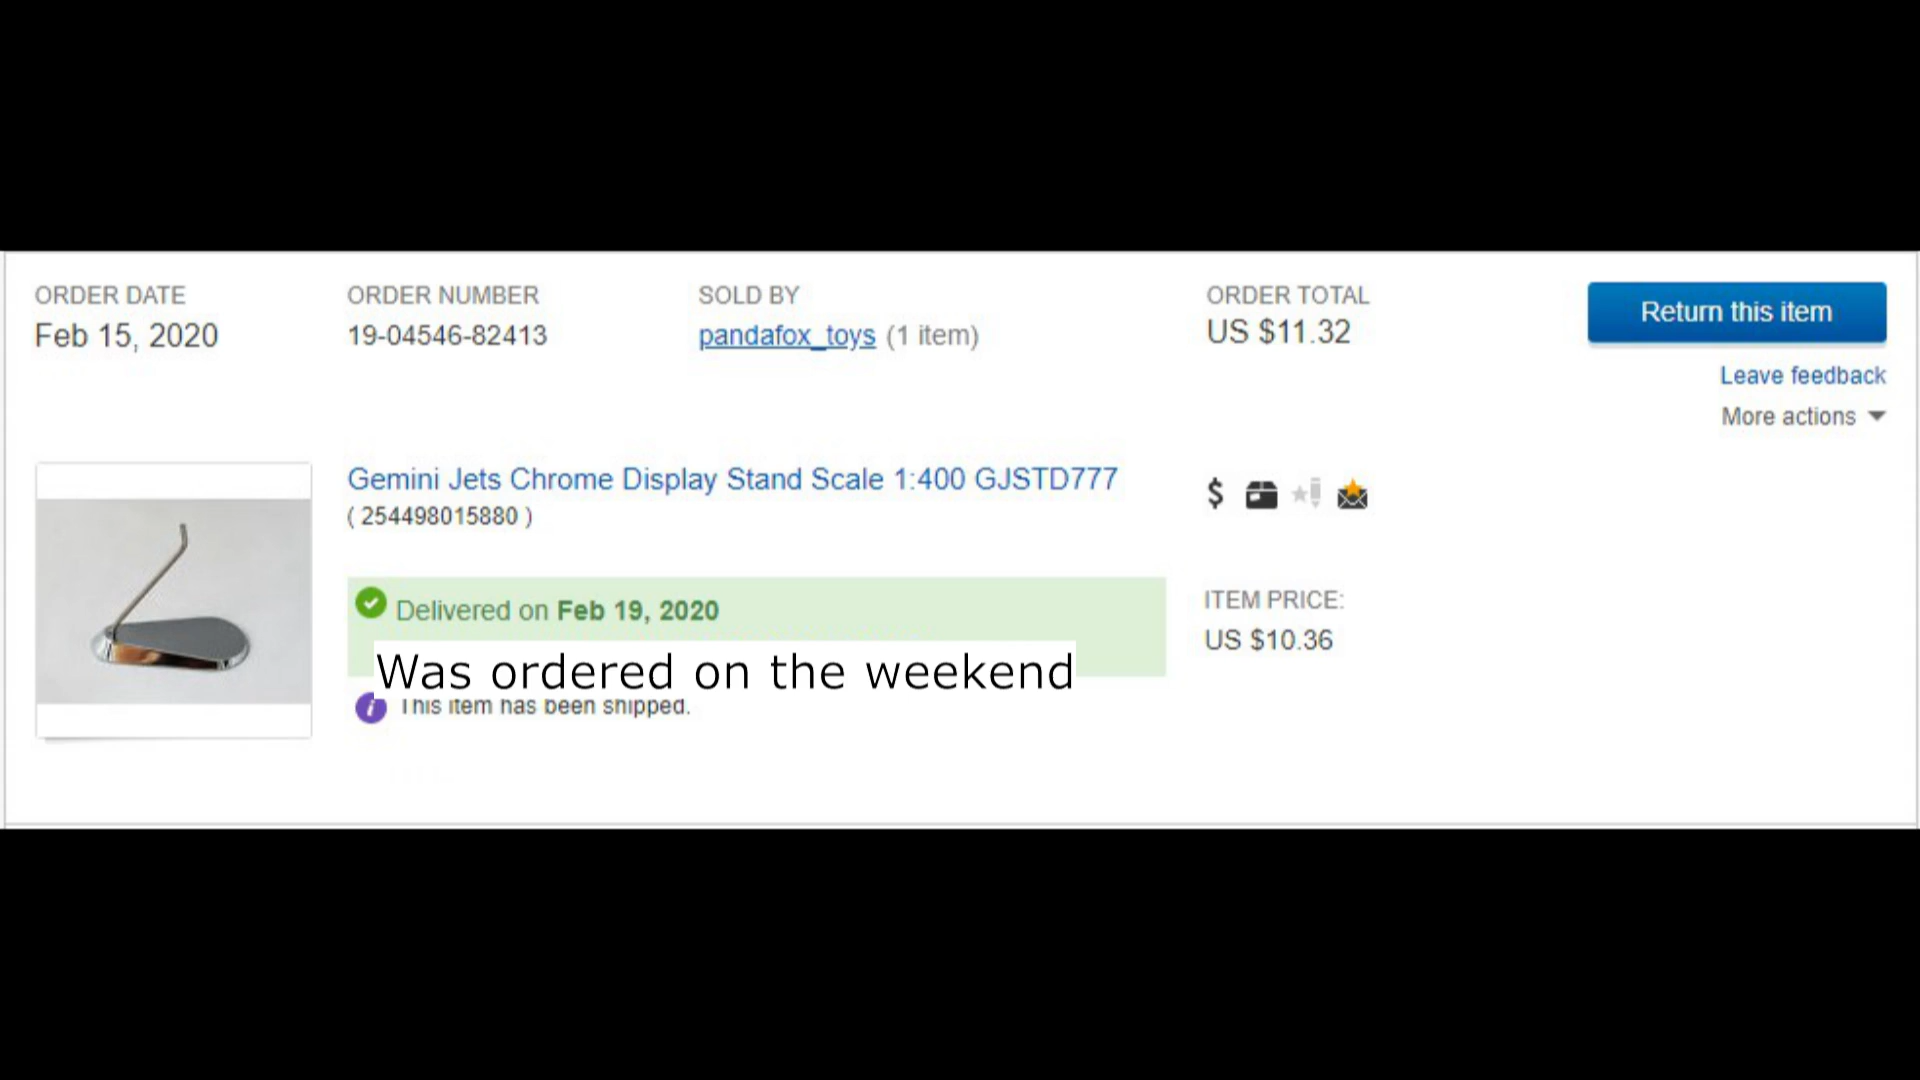 ORDER DATE
Feb 15, 2020
ORDER NUMBER
19-04546-82413
SOLD BY
pandafox_toys (1 item)
ORDER TOTAL
US $11.32
Return this item
Leave feedback
More actions
Gemini Jets Chrome Display Stand Scale 1:400 GJSTD777
( 254498015880 )
Delivered on Feb 19, 2020
Was ordered on the weekend
This item has been shipped.
ITEM PRICE:
US $10.36